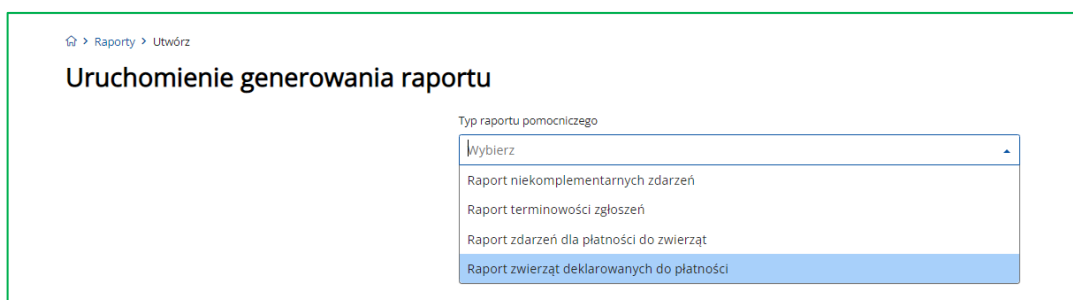 Raporty > Utwórz
Uruchomienie generowania raportu
Typ raportu pomocniczego
Wybierz
Raport niekomplementarnych zdarzeń
Raport terminowości zgłoszeń
Raport zdarzeń dla płatności do zwierząt
Raport zwierząt deklarowanych do płatności